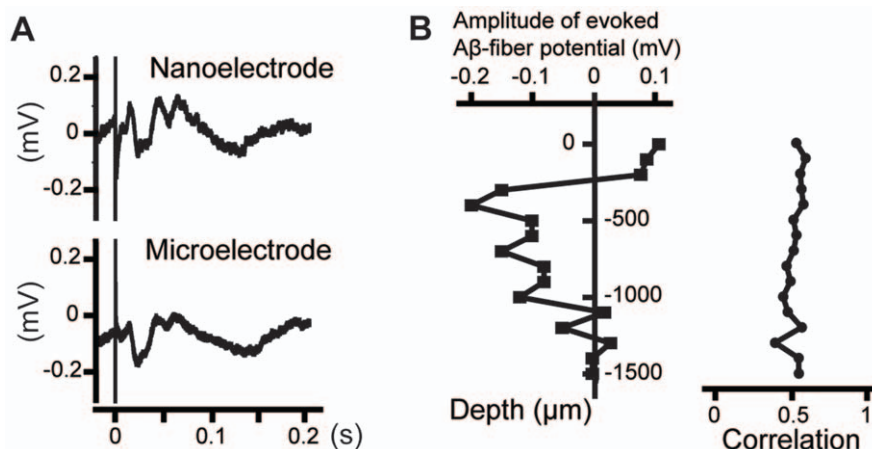 A
Nanoelectrode
0.2
0
-0.2
(mV)
Microelectrode
0.2
0
-0.2
(mV)
0 0.1 0.2 (s)
B
Amplitude of evoked
Aβ-fiber potential (mV)
-0.2 -0.1 0 0.1
0
-500
-1000
-1500
Depth (µm)
0 0.5 1
Correlation